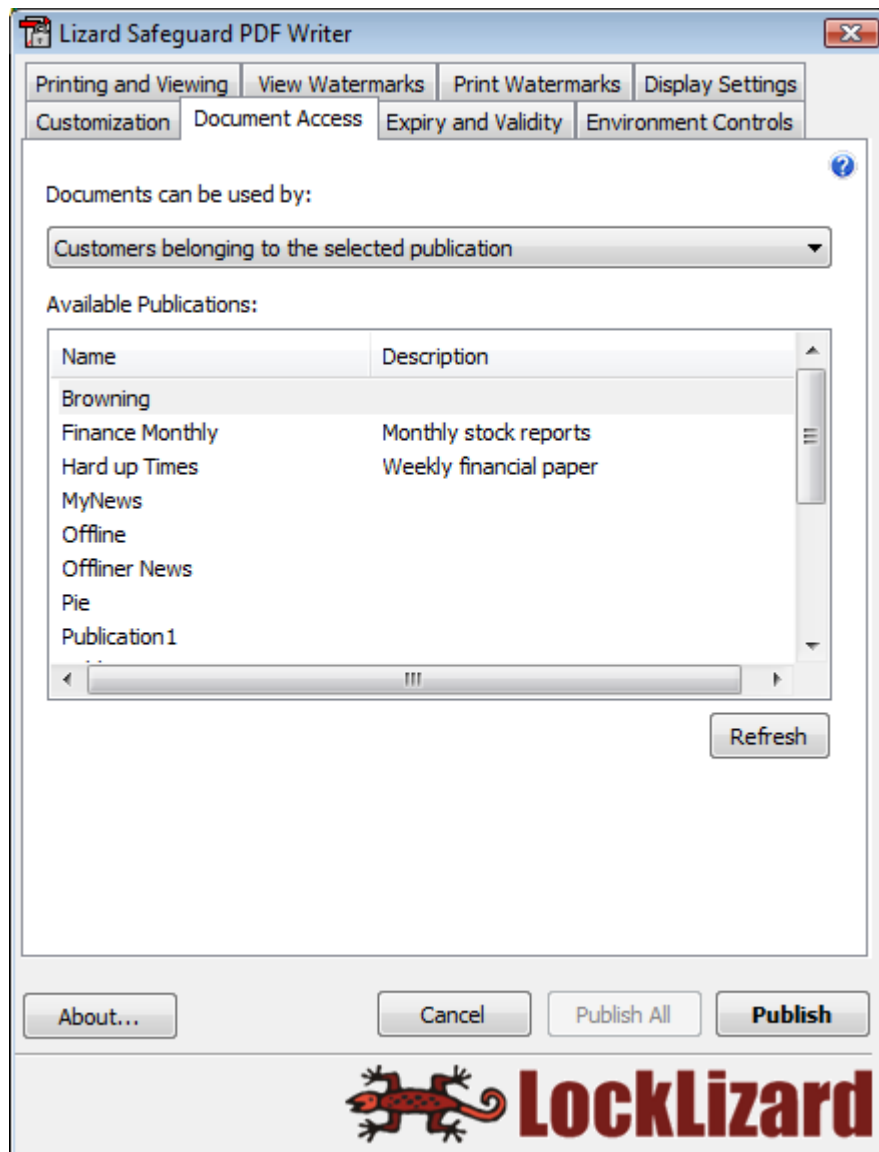 Lizard Safeguard PDF Writer
Printing and Viewing View Watermarks Print Watermarks Display Settings
Customization Document Access Expiry and Validity Environment Controls
Documents can be used by:
Customers belonging to the selected publication
Available Publications:
Name Description
Browning
Finance Monthly Monthly stock reports
Hard up Times Weekly financial paper
MyNews
Offline
Offliner News
Pie
Publication1
Refresh
About... Cancel Publish All Publish
LockLizard